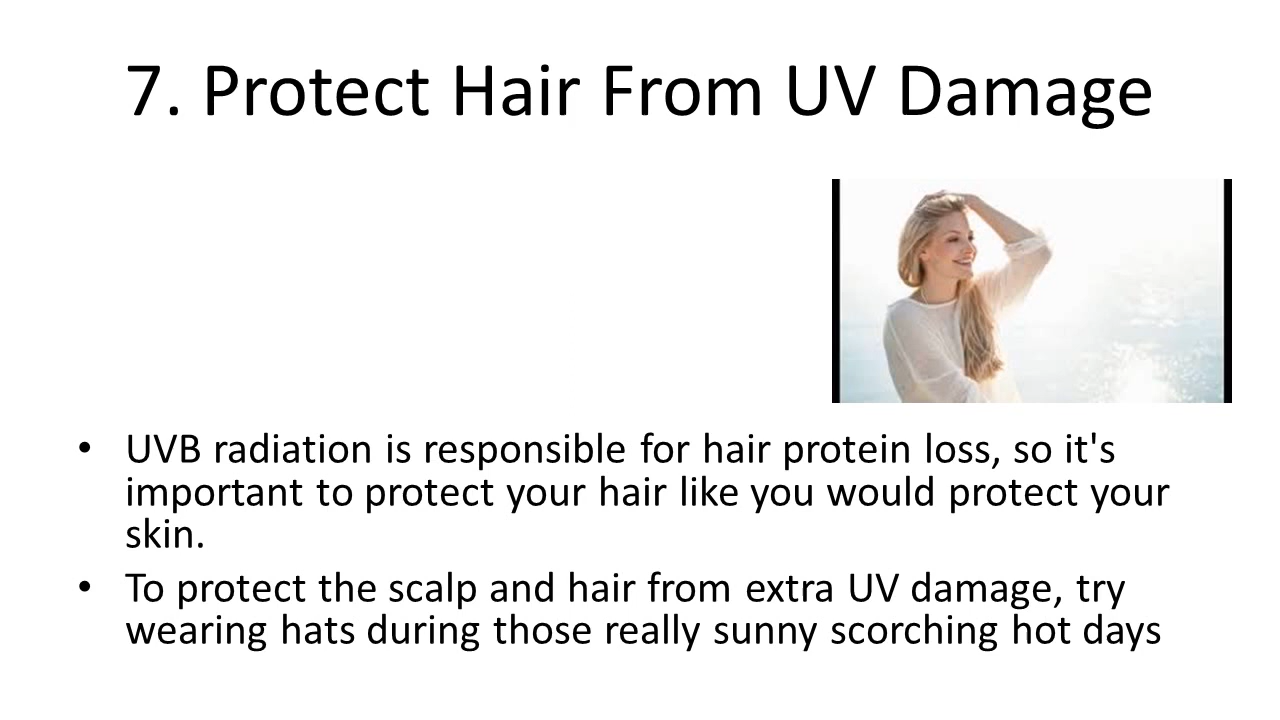 7. Protect Hair From UV Damage
• UVB radiation is responsible for hair protein loss, so it's
important to protect your hair like you would protect your
skin.
• To protect the scalp and hair from extra UV damage, try
wearing hats during those really sunny scorching hot days